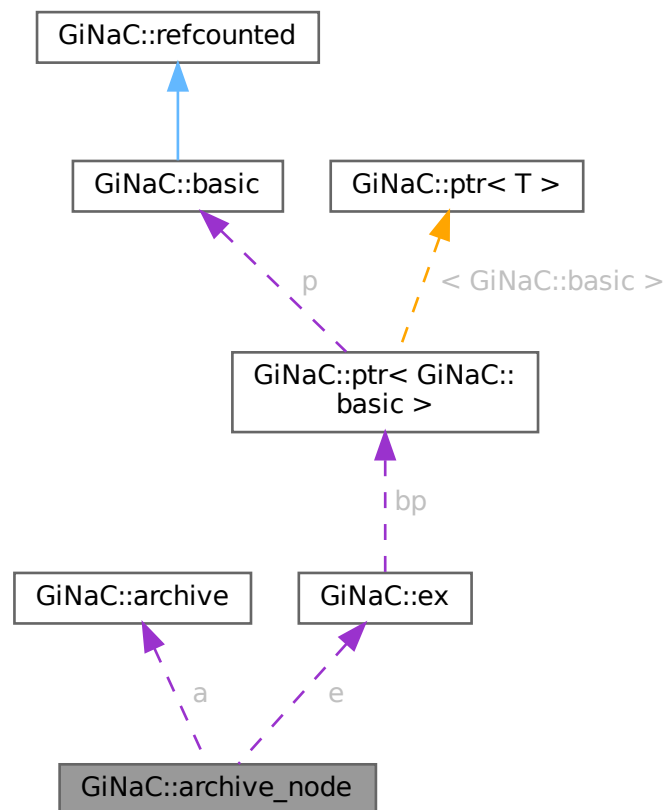 GiNaC::refcounted
GiNaC::basic
GiNaC::ptr< T >
p
< GiNaC::basic >
GiNaC::ptr< GiNaC::
basic >
bp
GiNaC::archive
GiNaC::ex
a
e
GiNaC::archive_node